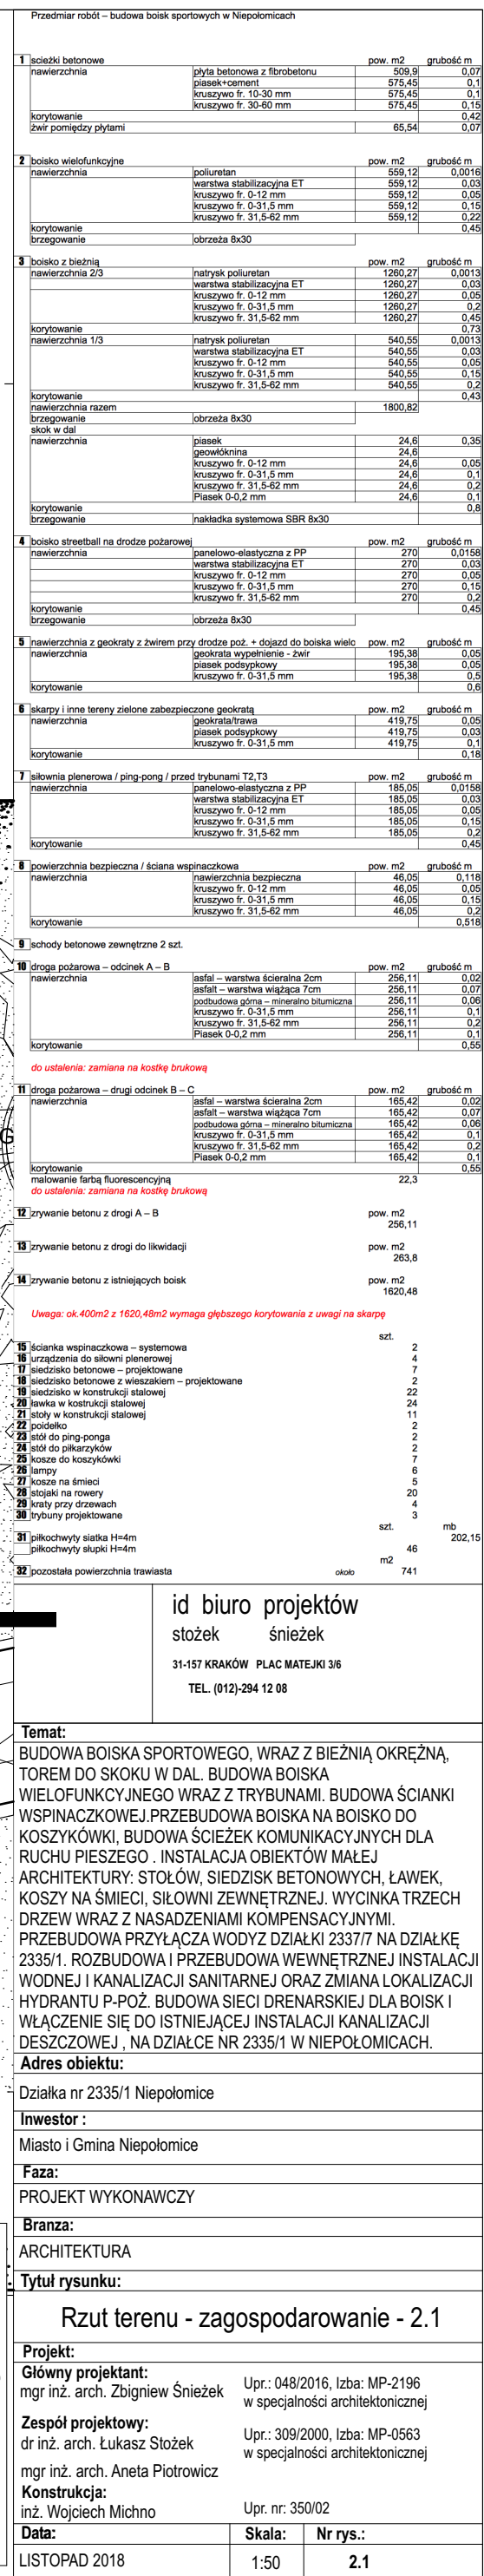 Przedmiar robót – budowa boisk sportowych w Niepołomicach
1 scieżki betonowe pow. m2 grubość m
nawierzchnia płyta betonowa z fibrobetonu 509,9 0,07
piasek+cement 575,45 0,1
kruszywo fr. 10-30 mm 575,45 0,1
kruszywo fr. 30-60 mm 575,45 0,15
korytowanie 0,42
żwir pomiędzy płytami 65,54 0,07
2 boisko wielofunkcyjne pow. m2 grubość m
nawierzchnia poliuretan 559,12 0,0016
warstwa stabilizacyjna ET 559,12 0,03
kruszywo fr. 0-12 mm 559,12 0,05
kruszywo fr. 0-31,5 mm 559,12 0,15
kruszywo fr. 31,5-62 mm 559,12 0,22
korytowanie 0,45
brzegowanie obrzeża 8x30
3 boisko z bieżnią pow. m2 grubość m
nawierzchnia 2/3 natrysk poliuretan 1260,27 0,0013
warstwa stabilizacyjna ET 1260,27 0,03
kruszywo fr. 0-12 mm 1260,27 0,05
kruszywo fr. 0-31,5 mm 1260,27 0,2
kruszywo fr. 31,5-62 mm 1260,27 0,45
korytowanie 0,73
nawierzchnia 1/3 natrysk poliuretan 540,55 0,0013
warstwa stabilizacyjna ET 540,55 0,03
kruszywo fr. 0-12 mm 540,55 0,05
kruszywo fr. 0-31,5 mm 540,55 0,15
kruszywo fr. 31,5-62 mm 540,55 0,2
korytowanie 0,43
nawierzchnia razem 1800,82
brzegowanie obrzeża 8x30
skok w dal
nawierzchnia piasek 24,6 0,35
geowłóknina 24,6
kruszywo fr. 0-12 mm 24,6 0,05
kruszywo fr. 0-31,5 mm 24,6 0,1
kruszywo fr. 31,5-62 mm 24,6 0,2
Piasek 0-0,2 mm 24,6 0,1
korytowanie 0,8
brzegowanie nakładka systemowa SBR 8x30
4 boisko streetball na drodze pożarowej pow. m2 grubość m
nawierzchnia panelowo-elastyczna z PP 270 0,0158
warstwa stabilizacyjna ET 270 0,03
kruszywo fr. 0-12 mm 270 0,05
kruszywo fr. 0-31,5 mm 270 0,15
kruszywo fr. 31,5-62 mm 270 0,2
korytowanie 0,45
brzegowanie obrzeża 8x30
5 nawierzchnia z geokraty z żwirem przy drodze poż. + dojazd do boiska wielc pow. m2 grubość m
nawierzchnia geokrata wypełnienie - żwir 195,38 0,05
piasek podsypkowy 195,38 0,05
kruszywo fr. 0-31,5 mm 195,38 0,5
korytowanie 0,6
6 skarpy i inne tereny zielone zabezpieczone geokratą pow. m2 grubość m
nawierzchnia geokrata/trawa 419,75 0,05
piasek podsypkowy 419,75 0,03
kruszywo fr. 0-31,5 mm 419,75 0,1
korytowanie 0,18
7 siłownia plenerowa / ping-pong / przed trybunami T2,T3 pow. m2 grubość m
nawierzchnia panelowo-elastyczna z PP 185,05 0,0158
warstwa stabilizacyjna ET 185,05 0,03
kruszywo fr. 0-12 mm 185,05 0,05
kruszywo fr. 0-31,5 mm 185,05 0,15
kruszywo fr. 31,5-62 mm 185,05 0,2
korytowanie 0,45
8 powierzchnia bezpieczna / ściana wspinaczkowa pow. m2 grubość m
nawierzchnia nawierzchnia bezpieczna 46,05 0,118
kruszywo fr. 0-12 mm 46,05 0,05
kruszywo fr. 0-31,5 mm 46,05 0,15
kruszywo fr. 31,5-62 mm 46,05 0,2
korytowanie 0,518
9 schody betonowe zewnętrzne 2 szt.
10 droga pożarowa – odcinek A – B pow. m2 grubość m
nawierzchnia asfal – warstwa ścieralna 2cm 256,11 0,02
asfalt – warstwa wiążąca 7cm 256,11 0,07
podbudowa górna – mineralno bitumiczna 256,11 0,06
kruszywo fr. 0-31,5 mm 256,11 0,1
kruszywo fr. 31,5-62 mm 256,11 0,2
Piasek 0-0,2 mm 256,11 0,1
korytowanie 0,55
do ustalenia: zamiana na kostkę brukową
11 droga pożarowa – drugi odcinek B – C pow. m2 grubość m
nawierzchnia asfal – warstwa ścieralna 2cm 165,42 0,02
asfalt – warstwa wiążąca 7cm 165,42 0,07
podbudowa górna – mineralno bitumiczna 165,42 0,06
kruszywo fr. 0-31,5 mm 165,42 0,1
kruszywo fr. 31,5-62 mm 165,42 0,2
Piasek 0-0,2 mm 165,42 0,1
korytowanie 0,55
malowanie farbą fluorescencyjną 22,3
do ustalenia: zamiana na kostkę brukową
12 zrywanie betonu z drogi A – B pow. m2
256,11
13 zrywanie betonu z drogi do likwidacji pow. m2
263,8
14 zrywanie betonu z istniejących boisk pow. m2
1620,48
Uwaga: ok.400m2 z 1620,48m2 wymaga głębszego korytowania z uwagi na skarpę
szt.
15 ścianka wspinaczkowa – systemowa 2
16 urządzenia do siłowni plenerowej 4
17 siedzisko betonowe – projektowane 7
18 siedzisko betonowe z wieszakiem – projektowane 2
19 siedzisko w konstrukcji stalowej 22
20 ławka w kostrukcji stalowej 24
21 stoły w konstrukcji stalowej 11
22 poidełko 2
23 stół do ping-ponga 2
24 stół do piłkarzyków 2
25 kosze do koszykówki 7
26 lampy 6
27 kosze na śmieci 5
28 stojaki na rowery 20
29 kraty przy drzewach 4
30 trybuny projektowane 3
szt. mb
31 piłkochwyty siatka H=4m 202,15
piłkochwyty słupki H=4m 46
m2
32 pozostała powierzchnia trawiasta około 741
G
id biuro projektów
stożek śnieżek
31-157 KRAKÓW PLAC MATEJKI 3/6
TEL. (012)-294 12 08
Temat:
BUDOWA BOISKA SPORTOWEGO, WRAZ Z BIEŻNIĄ OKRĘŻNĄ,
TOREM DO SKOKU W DAL. BUDOWA BOISKA
WIELOFUNKCYJNEGO WRAZ Z TRYBUNAMI. BUDOWA ŚCIANKI
WSPINACZKOWEJ.PRZEBUDOWA BOISKA NA BOISKO DO
KOSZYKÓWKI, BUDOWA ŚCIEŻEK KOMUNIKACYJNYCH DLA
RUCHU PIESZEGO . INSTALACJA OBIEKTÓW MAŁEJ
ARCHITEKTURY: STOŁÓW, SIEDZISK BETONOWYCH, ŁAWEK,
KOSZY NA ŚMIECI, SIŁOWNI ZEWNĘTRZNEJ. WYCINKA TRZECH
DRZEW WRAZ Z NASADZENIAMI KOMPENSACYJNYMI.
PRZEBUDOWA PRZYŁĄCZA WODYZ DZIAŁKI 2337/7 NA DZIAŁKĘ
2335/1. ROZBUDOWA I PRZEBUDOWA WEWNĘTRZNEJ INSTALACJI
WODNEJ I KANALIZACJI SANITARNEJ ORAZ ZMIANA LOKALIZACJI
HYDRANTU P-POŻ. BUDOWA SIECI DRENARSKIEJ DLA BOISK I
WŁĄCZENIE SIĘ DO ISTNIEJĄCEJ INSTALACJI KANALIZACJI
DESZCZOWEJ , NA DZIAŁCE NR 2335/1 W NIEPOŁOMICACH.
Adres obiektu:
Działka nr 2335/1 Niepołomice
Inwestor :
Miasto i Gmina Niepołomice
Faza:
PROJEKT WYKONAWCZY
Branza:
ARCHITEKTURA
Tytuł rysunku:
Rzut terenu - zagospodarowanie - 2.1
Projekt:
Główny projektant:
mgr inż. arch. Zbigniew Śnieżek Upr.: 048/2016, Izba: MP-2196
w specjalności architektonicznej
Zespół projektowy:
dr inż. arch. Łukasz Stożek Upr.: 309/2000, Izba: MP-0563
w specjalności architektonicznej
mgr inż. arch. Aneta Piotrowicz
Konstrukcja:
inż. Wojciech Michno Upr. nr: 350/02
Data: Skala: Nr rys.:
LISTOPAD 2018 1:50 2.1